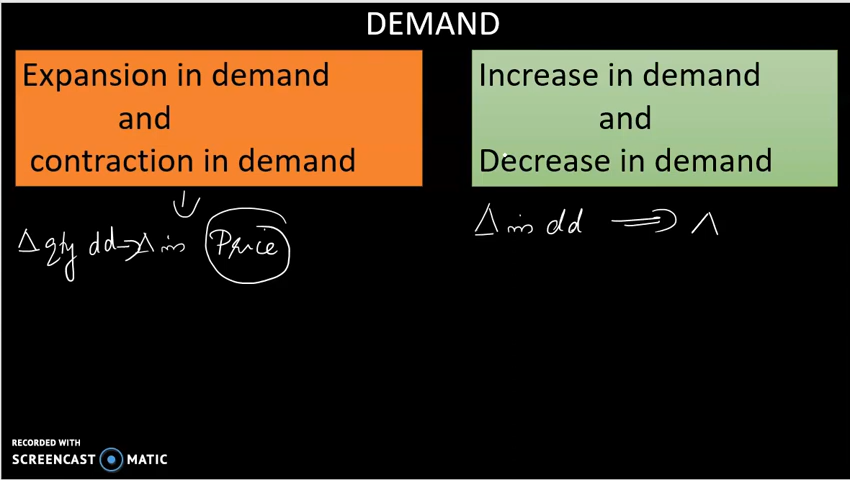 DEMAND
Expansion in demand
and
contraction in demand
Increase in demand
and
Decrease in demand
Δ qty dd → Δ in Price
Δ in dd ⇒ Λ
RECORDED WITH
SCREENCAST MATIC